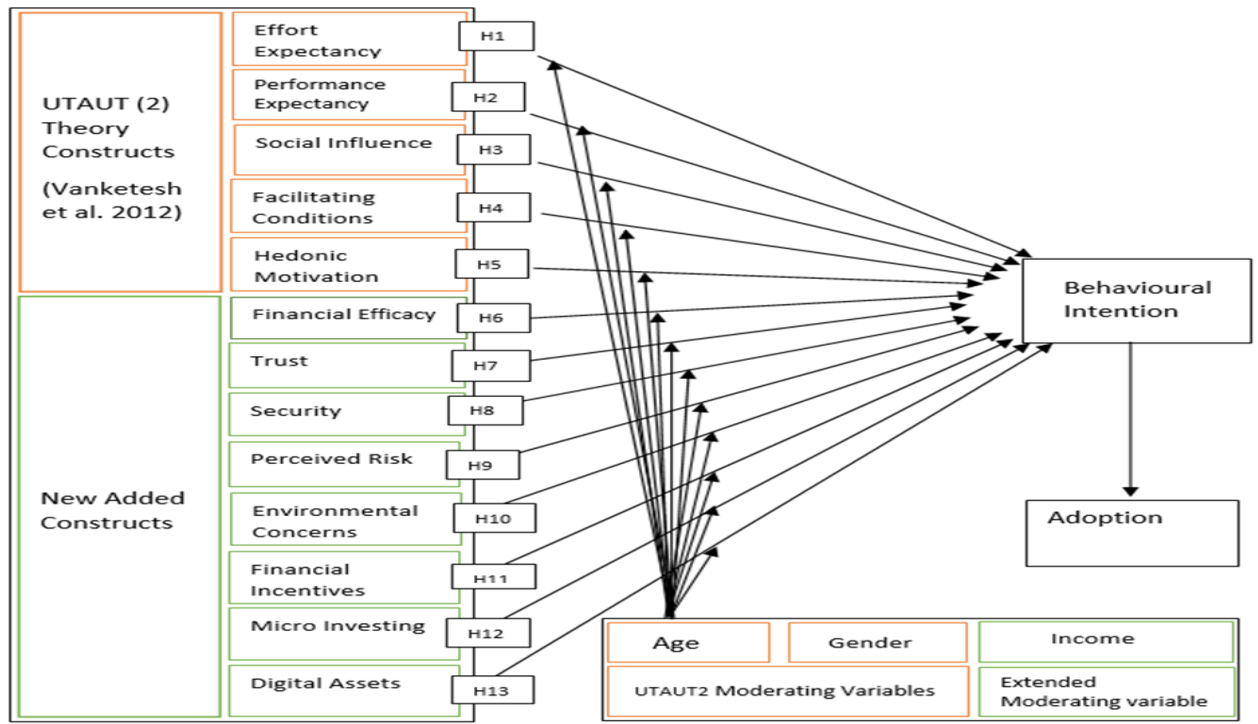 UTAUT (2)
Theory
Constructs
(Vanketesh
et al. 2012)
Effort
Expectancy
H1
Performance
Expectancy
H2
Social Influence
H3
Facilitating
Conditions
H4
Hedonic
Motivation
H5
New Added
Constructs
Financial Efficacy
H6
Trust
H7
Security
H8
Perceived Risk
H9
Environmental
Concerns
H10
Financial
Incentives
H11
Micro Investing
H12
Digital Assets
H13
Behavioural
Intention
Adoption
Age
Gender
Income
UTAUT2 Moderating Variables
Extended
Moderating variable